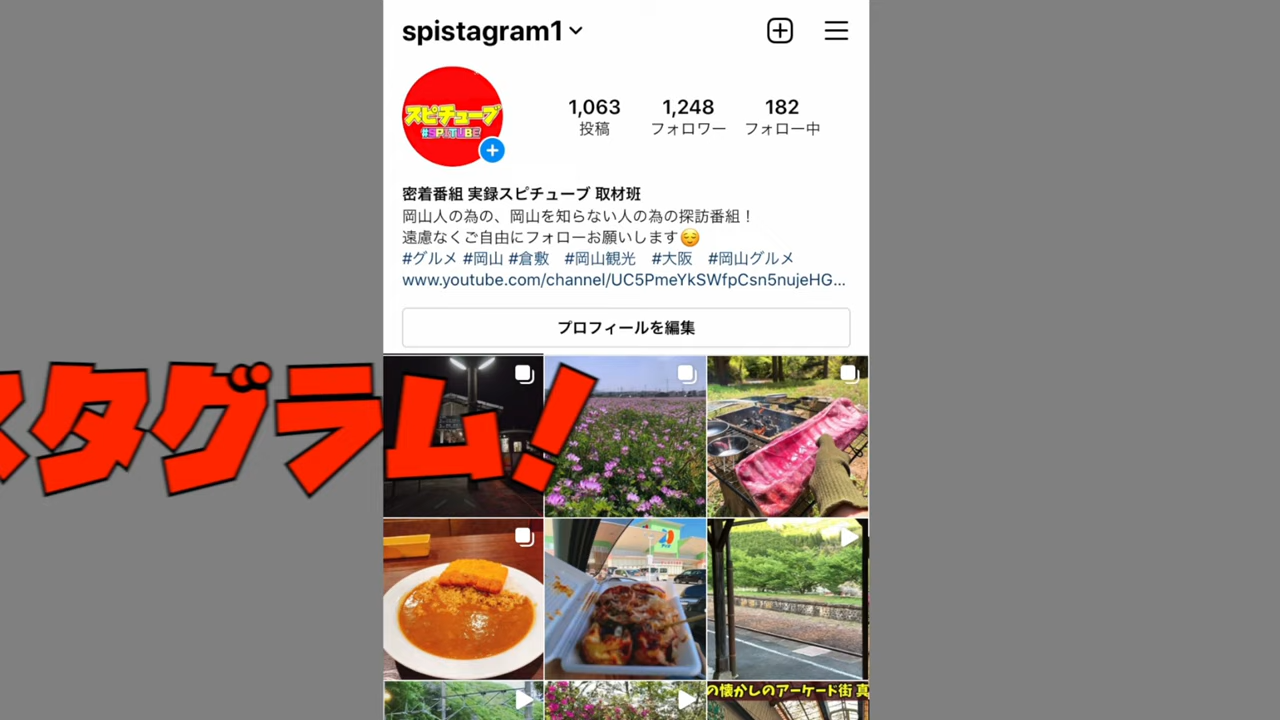 spistagram1
スピチューブ
#SPITUBE
1,063
投稿
1,248
フォロワー
182
フォロー中
密着番組 実録スピチューブ 取材班
岡山人の為の、岡山を知らない人の為の探訪番組！
遠慮なくご自由にフォローお願いします😌
#グルメ #岡山 #倉敷　#岡山観光　#大阪　#岡山グルメ
www.youtube.com/channel/UC5PmeYkSWfpCsn5nujeHG...
プロフィールを編集
スタグラム！
の懐かしのアーケード街 真